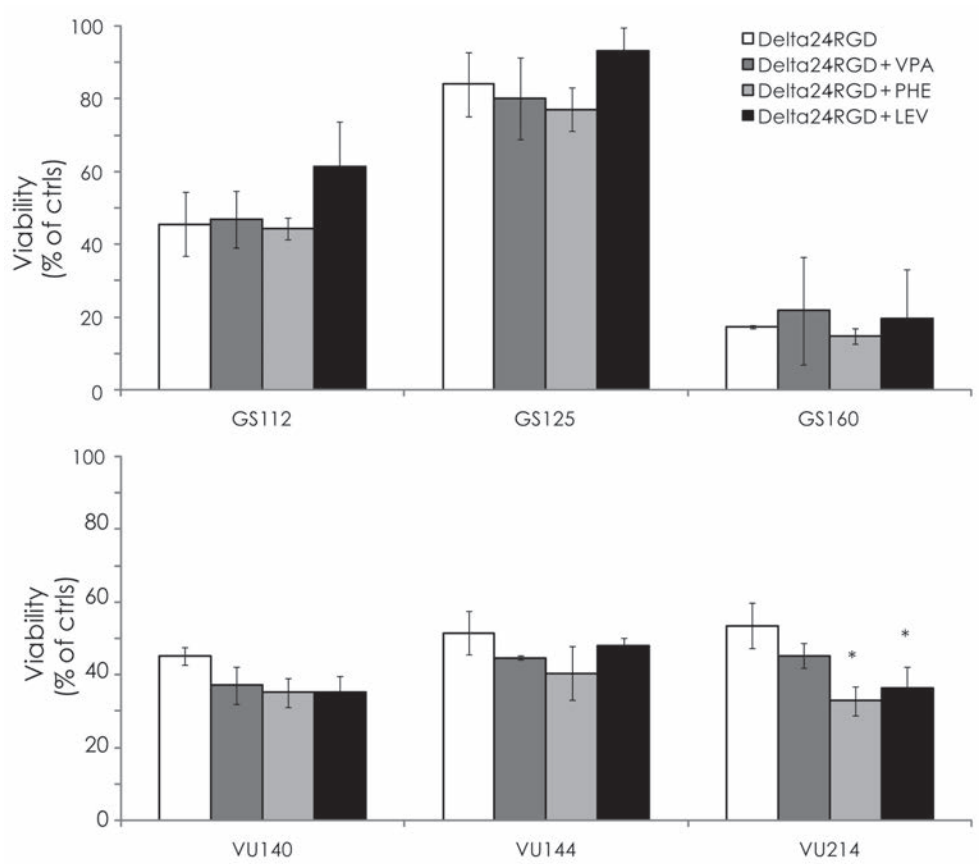 100
80
60
40
20
0
Viability
(% of ctrls)
Delta24RGD
Delta24RGD+VPA
Delta24RGD+PHE
Delta24RGD+LEV
GS112 GS125 GS160
100
80
60
40
20
0
Viability
(% of ctrls)
*
*
VU140 VU144 VU214